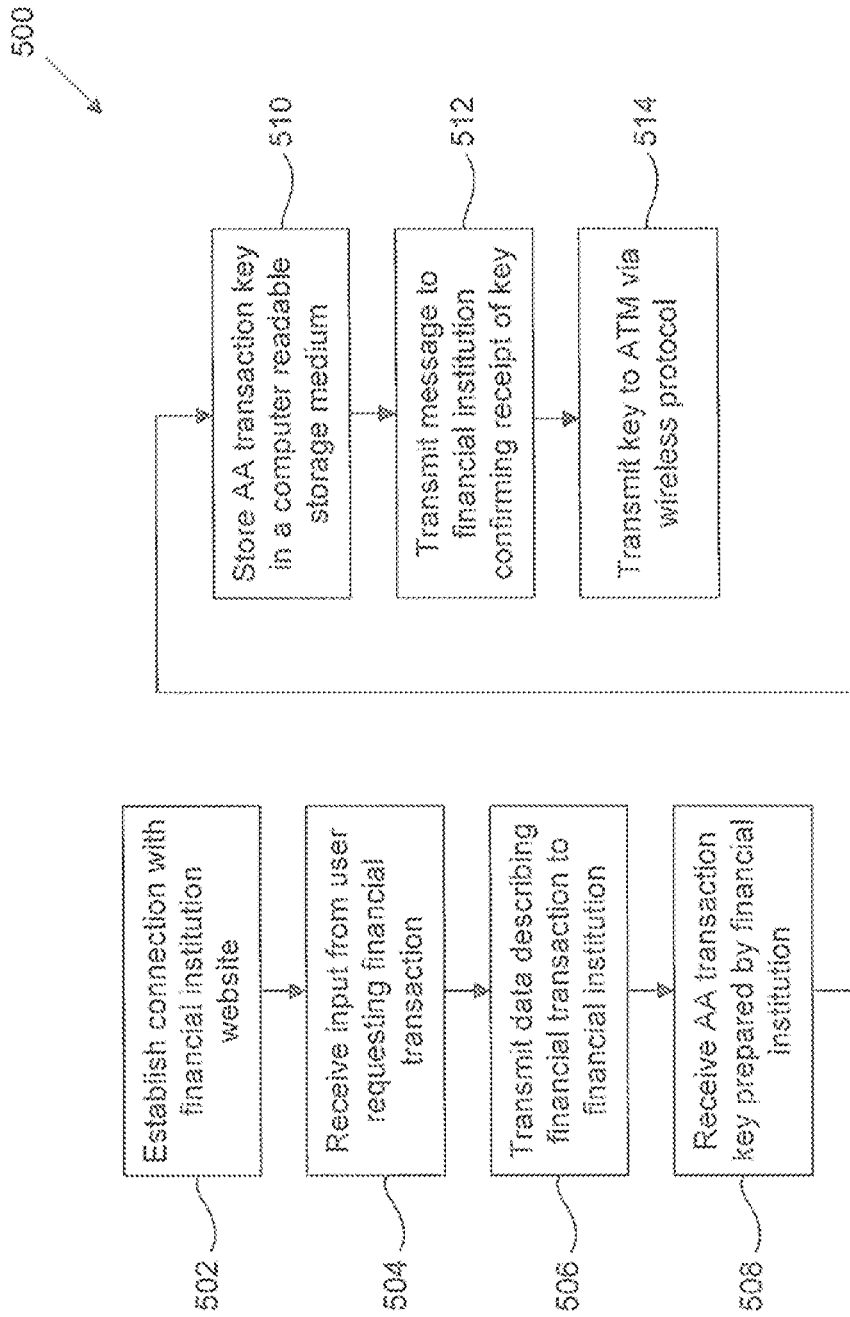 500
502
Establish connection with
financial institution
website
504
Receive input from user
requesting financial
transaction
506
Transmit data describing
financial transaction to
financial institution
508
Receive AA transaction
key prepared by financial
institution
Store AA transaction key
in a computer readable
storage medium
510
Transmit message to
financial institution
confirming receipt of key
512
Transmit key to ATM via
wireless protocol
514